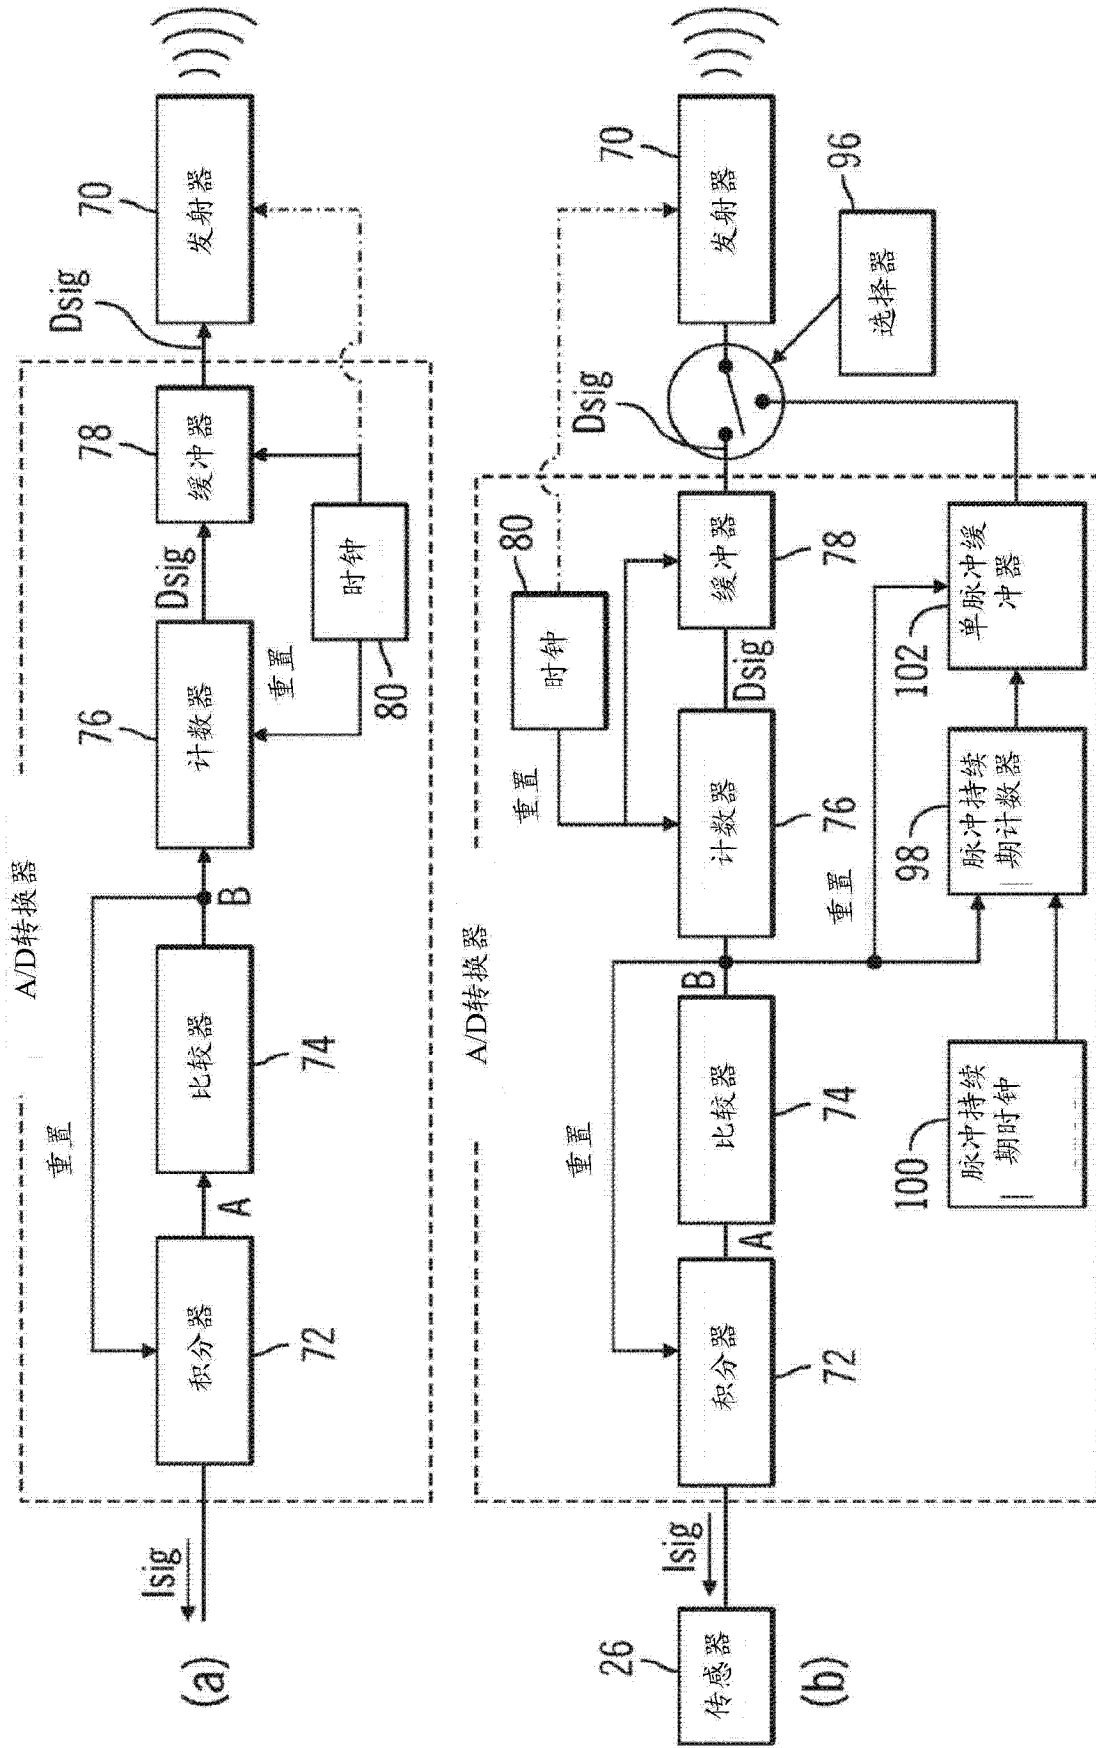 (a)
Isig
A/D转换器
重置
积分器
72
A
比较器
74
B
计数器
76
重置
Dsig
缓冲器
78
时钟
80
Dsig
发射器
70
(b)
传感器
26
Isig
A/D转换器
重置
积分器
72
A
比较器
74
B
重置
计数器
76
重置
时钟
80
Dsig
缓冲器
78
Dsig
发射器
70
选择器
96
脉冲持续
期时钟
100
脉冲持续
期计数器
98
单脉冲缓
冲器
102